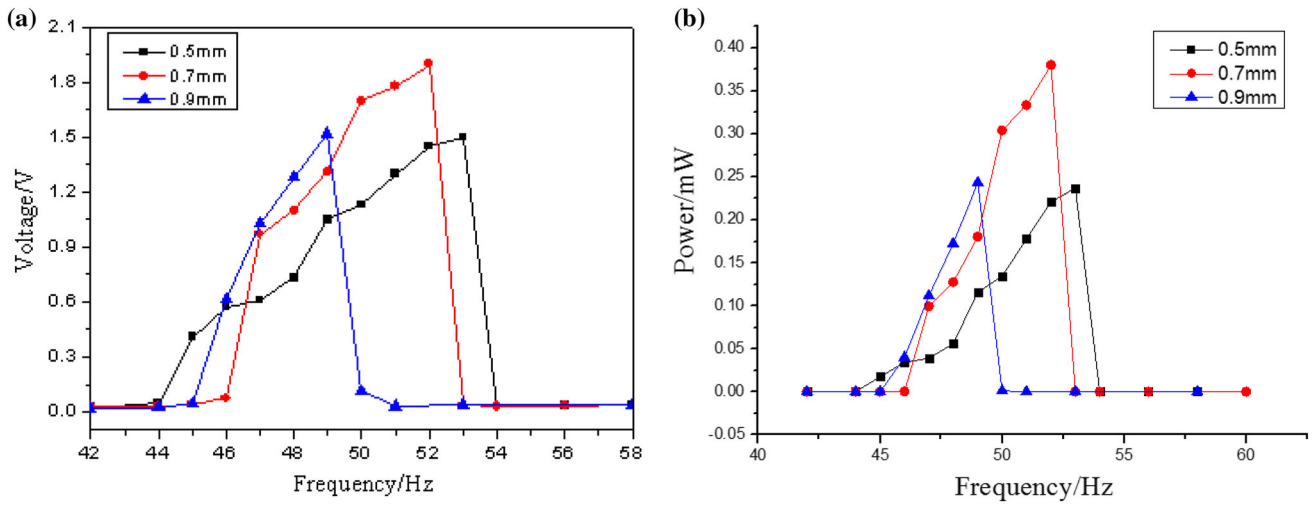 (a)
2.1
1.8
1.5
1.2
0.9
0.6
0.3
0.0
Voltage/V
0.5mm
0.7mm
0.9mm
42 44 46 48 50 52 54 56 58
Frequency/Hz
(b)
0.40
0.35
0.30
0.25
0.20
0.15
0.10
0.05
0.00
-0.05
Power/mW
0.5mm
0.7mm
0.9mm
40 45 50 55 60
Frequency/Hz